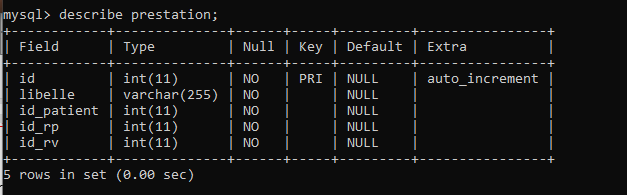 mysql> describe prestation;
+------------+--------------+------+-----+---------+----------------+
| Field      | Type         | Null | Key | Default | Extra          |
+------------+--------------+------+-----+---------+----------------+
| id         | int(11)      | NO   | PRI | NULL    | auto_increment |
| libelle    | varchar(255) | NO   |     | NULL    |                |
| id_patient | int(11)      | NO   |     | NULL    |                |
| id_rp      | int(11)      | NO   |     | NULL    |                |
| id_rv      | int(11)      | NO   |     | NULL    |                |
+------------+--------------+------+-----+---------+----------------+
5 rows in set (0.00 sec)